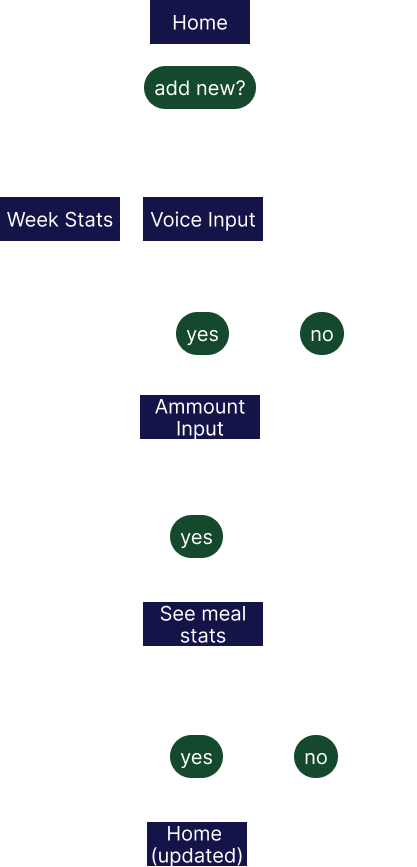 Home
add new?
Week Stats
Voice Input
yes
no
Ammount
Input
yes
See meal
stats
yes
no
Home
(updated)